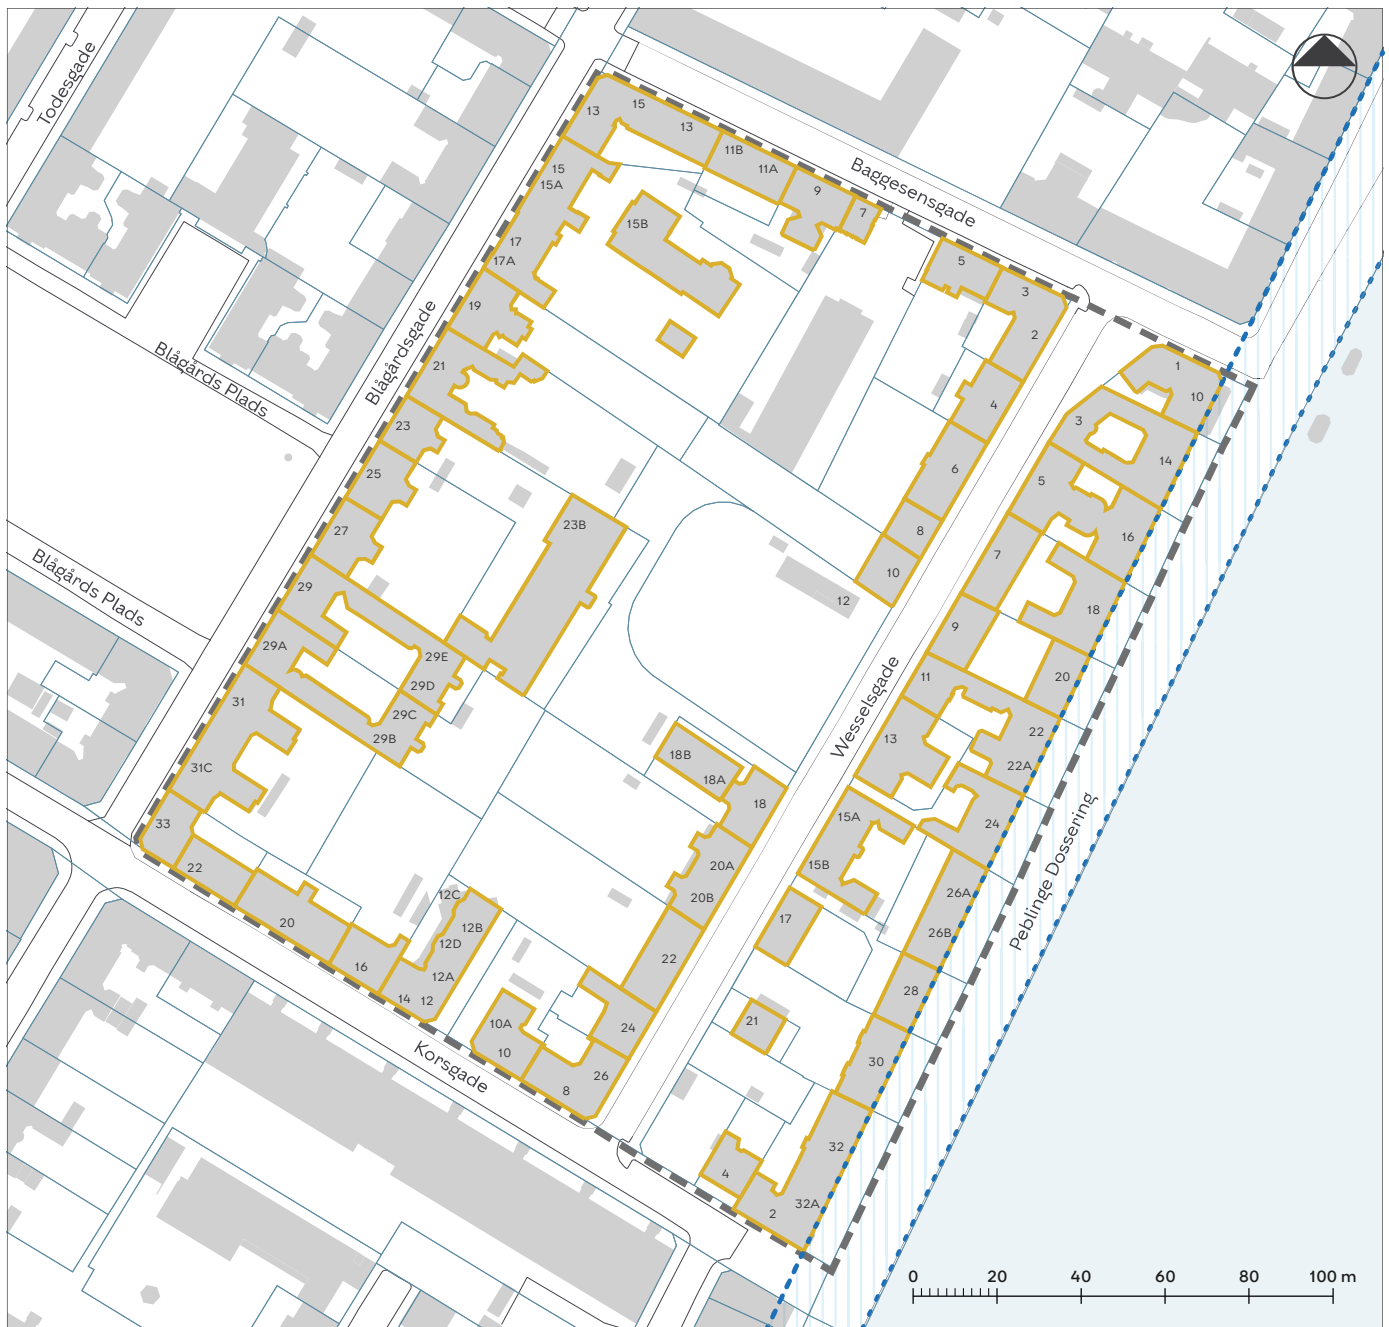 Todesgade
15
13
13
11B
11A
9
7
Baggesensgade
15
15A
15B
17
17A
5
3
2
19
Blågårdsgade
Blågårds Plads
21
1
10
4
3
14
23
25
5
6
16
27
23B
8
7
Blågårds Plads
29
10
12
18
29A
29E
9
29D
20
11
31
29C
29B
Wesselsgade
13
22
22A
18B
18A
31C
18
15A
24
33
20A
15B
22
26A
12C
20B
20
12B
17
Peblinge Dossering
26B
12D
22
16
12A
28
14
12
10A
21
24
10
30
Korsgade
26
8
32
4
32A
2
0
20
40
60
80
100 m